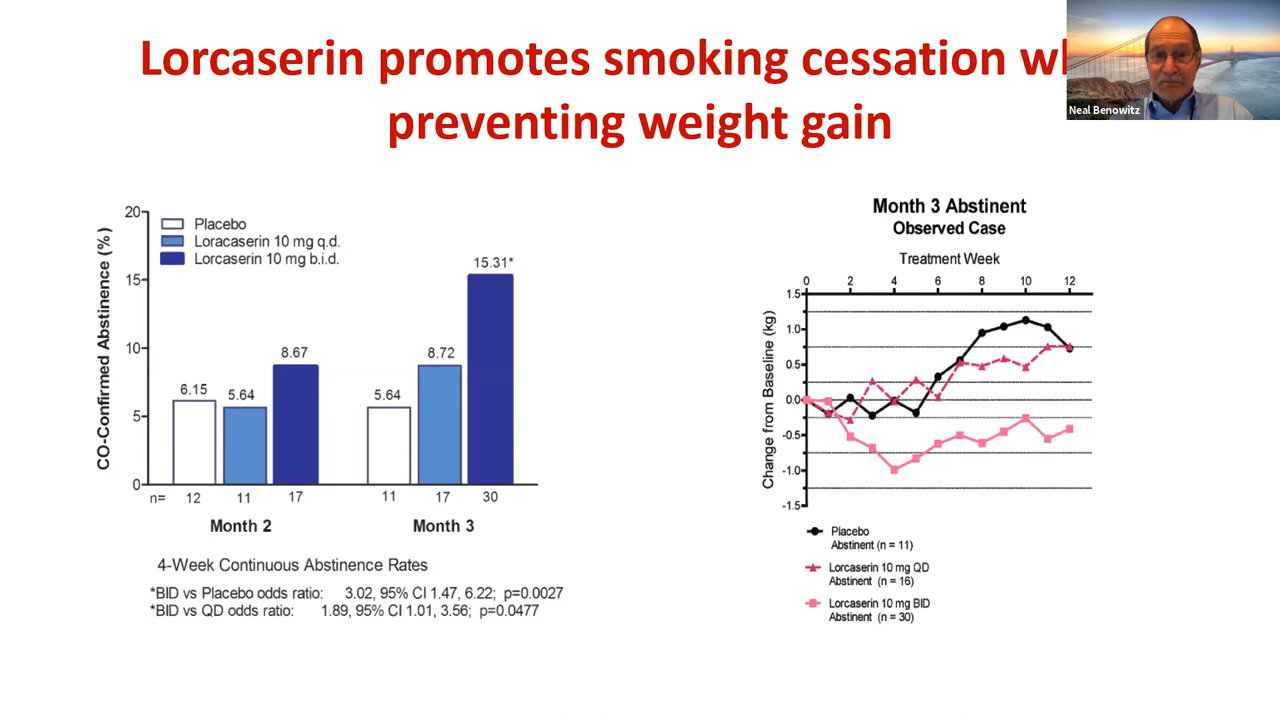 Lorcaserin promotes smoking cessation
preventing weight gain
Neal Benowitz
CO-Confirmed Abstinence (%)
20
15
10
5
0
Placebo
Loracaserin 10 mg q.d.
Lorcaserin 10 mg b.i.d.
6.15
5.64
8.67
5.64
8.72
15.31*
n= 12 11 17 11 17 30
Month 2 Month 3
4-Week Continuous Abstinence Rates
*BID vs Placebo odds ratio: 3.02, 95% CI 1.47, 6.22; p=0.0027
*BID vs QD odds ratio: 1.89, 95% CI 1.01, 3.56; p=0.0477
Month 3 Abstinent
Observed Case
Treatment Week
0 2 4 6 8 10 12
Change from Baseline (kg)
1.5
1.0
0.5
0.0
-0.5
-1.0
-1.5
Placebo
Abstinent (n = 11)
Lorcaserin 10 mg QD
Abstinent (n = 16)
Lorcaserin 10 mg BID
Abstinent (n = 30)